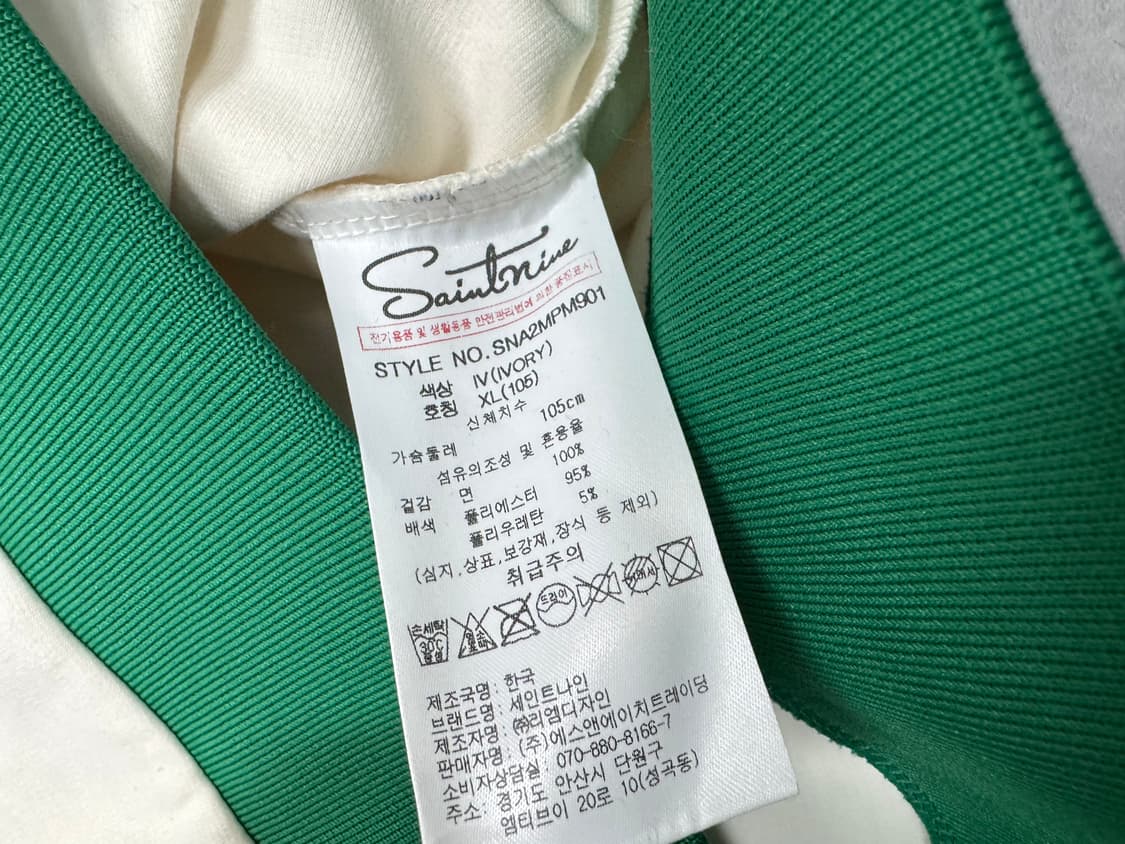 Saintnine
전기용품 및 생활용품 안전관리법에 의한 품질표시
STYLE NO. SNA2MPM901
색상 IV(IVORY)
호칭 XL(105)
신체치수
가슴둘레 105cm
섬유의조성 및 혼용율
겉감 면 100%
배색 폴리에스터 95%
폴리우레탄 5%
(심지,상표,보강재,장식 등 제외)
취급주의
손세탁 30℃ 중성 염소 드라이
제조국명: 한국
브랜드명: 세인트나인
제조자명: ㈜리엠디자인
판매자명: (주)에스앤에이치트레이딩
소비자상담실: 070-880-8166-7
주소: 경기도 안산시 단원구
엠티브이 20로 10(성곡동)